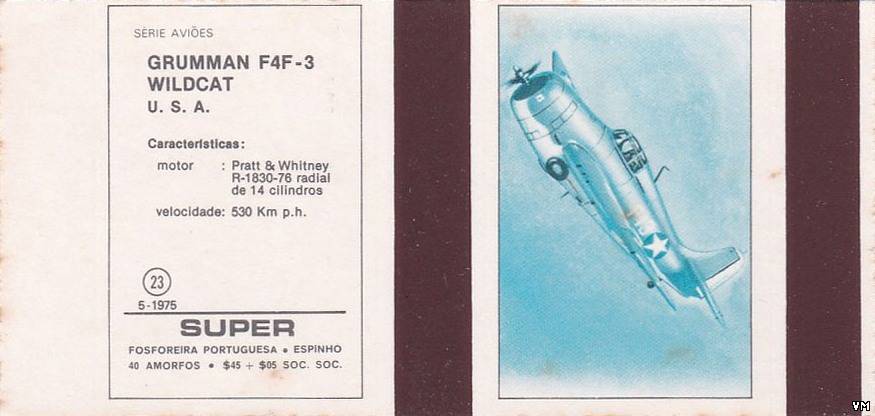 SÉRIE AVIÕES
GRUMMAN F4F-3
WILDCAT
U. S. A.
Características:
motor : Pratt & Whitney
R-1830-76 radial
de 14 cilindros
velocidade: 530 Km p.h.
23
5-1975
SUPER
FOSFOREIRA PORTUGUESA • ESPINHO
40 AMORFOS • $45 + $05 SOC. SOC.
VM